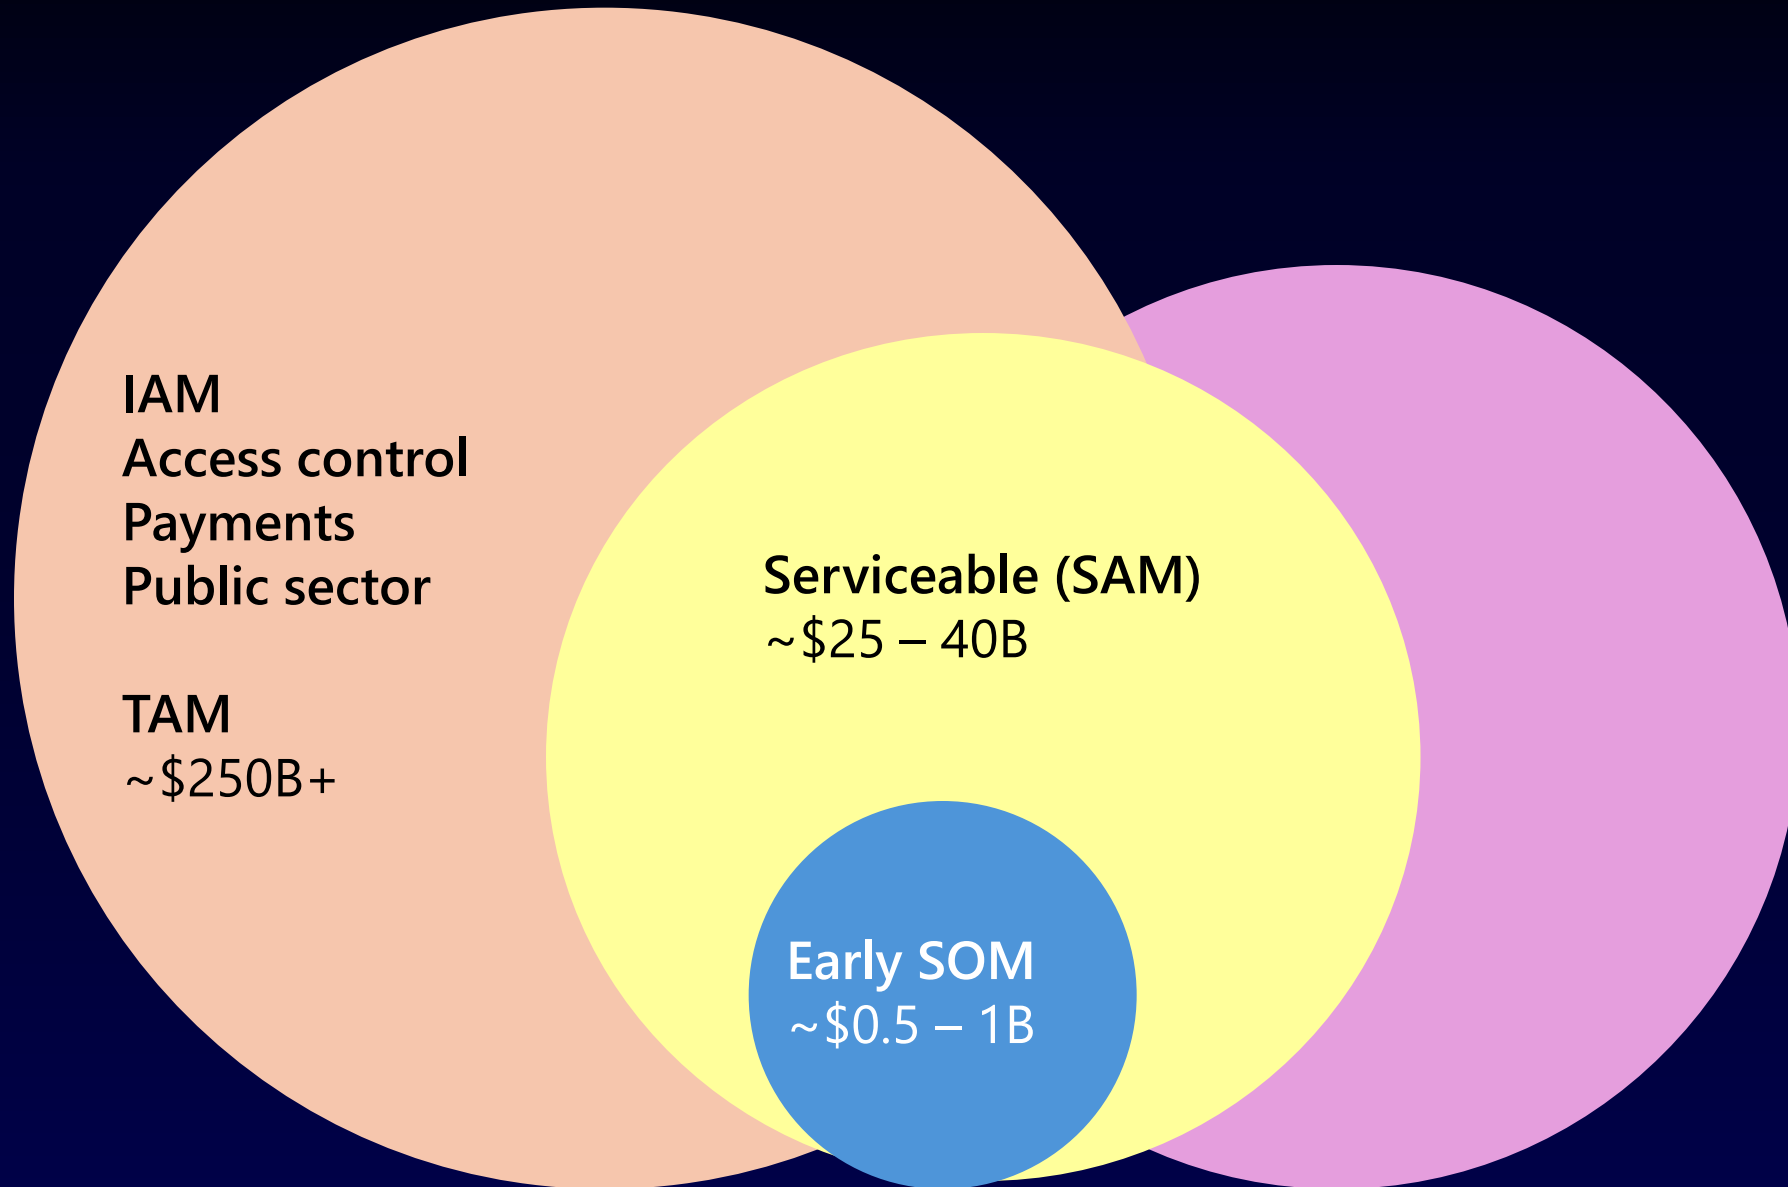 IAM
Access control
Payments
Public sector
TAM
~$250B+
Serviceable (SAM)
~$25 – 40B
Early SOM
~$0.5 – 1B